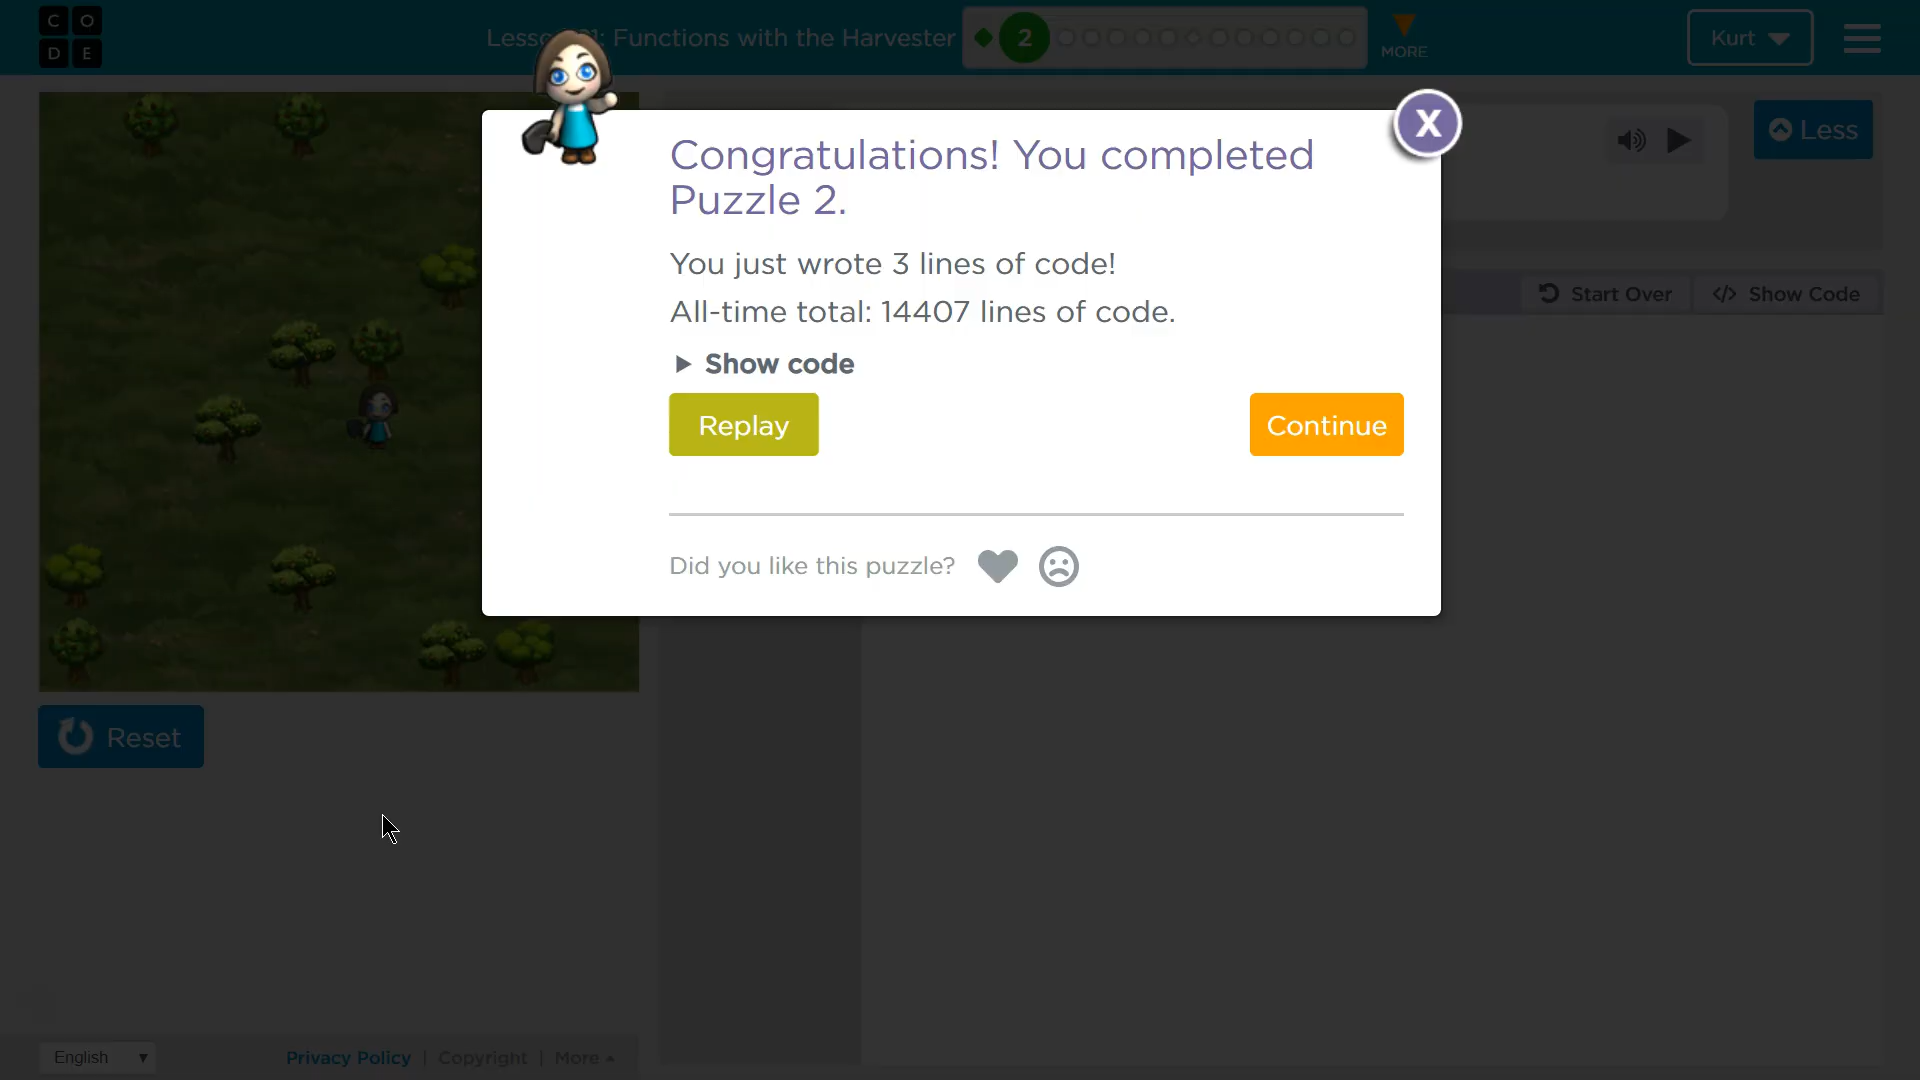 C O
D E
Functions with the Harvester
2
MORE
Kurt
X
Less
Congratulations! You completed
Puzzle 2.
You just wrote 3 lines of code!
All-time total: 14407 lines of code.
Show code
Start Over
</> Show Code
Replay
Continue
Did you like this puzzle?
Reset
English
Privacy Policy | Copyright | More